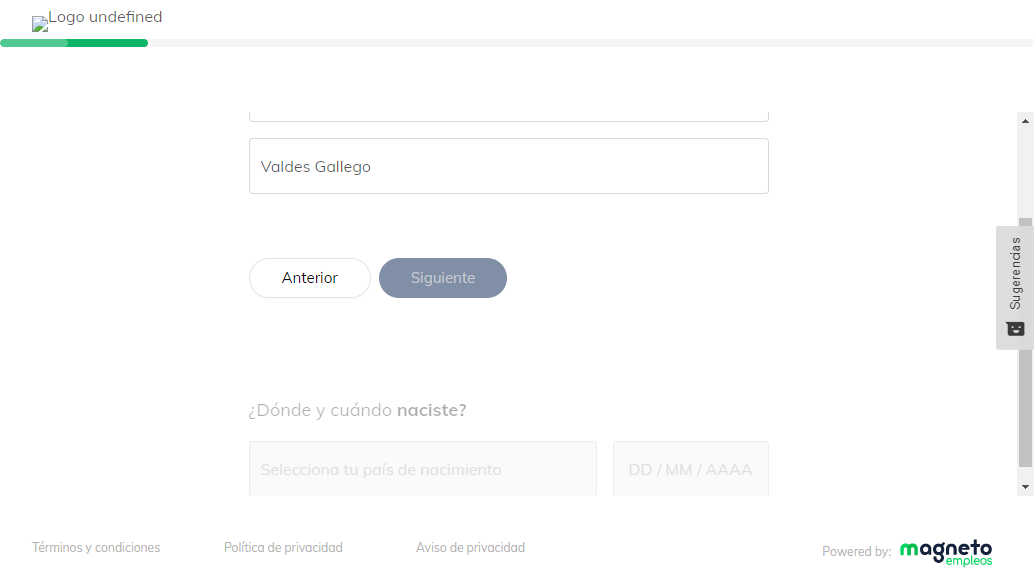 Logo undefined
Valdes Gallego
Anterior
Siguiente
Sugerencias
¿Dónde y cuándo naciste?
Selecciona tu país de nacimiento
DD / MM / AAAA
Términos y condiciones
Política de privacidad
Aviso de privacidad
Powered by:
magneto
empleos